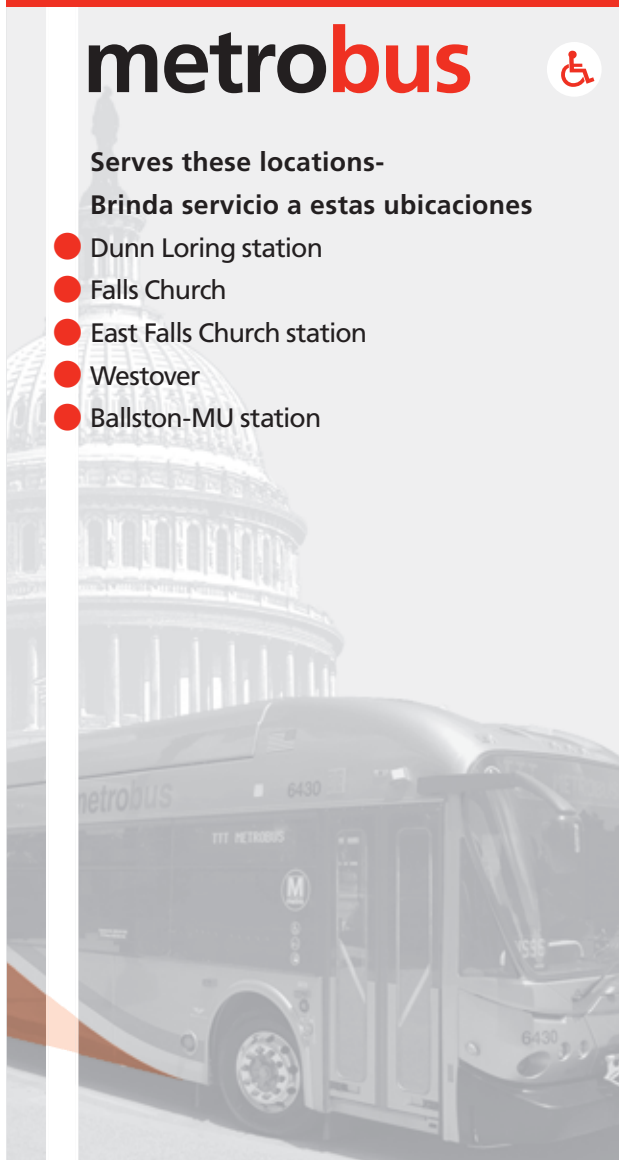 metrobus
Serves these locations-
Brinda servicio a estas ubicaciones
Dunn Loring station
Falls Church
East Falls Church station
Westover
Ballston-MU station
metrobus
6430
TYT METROBUS
M
6430